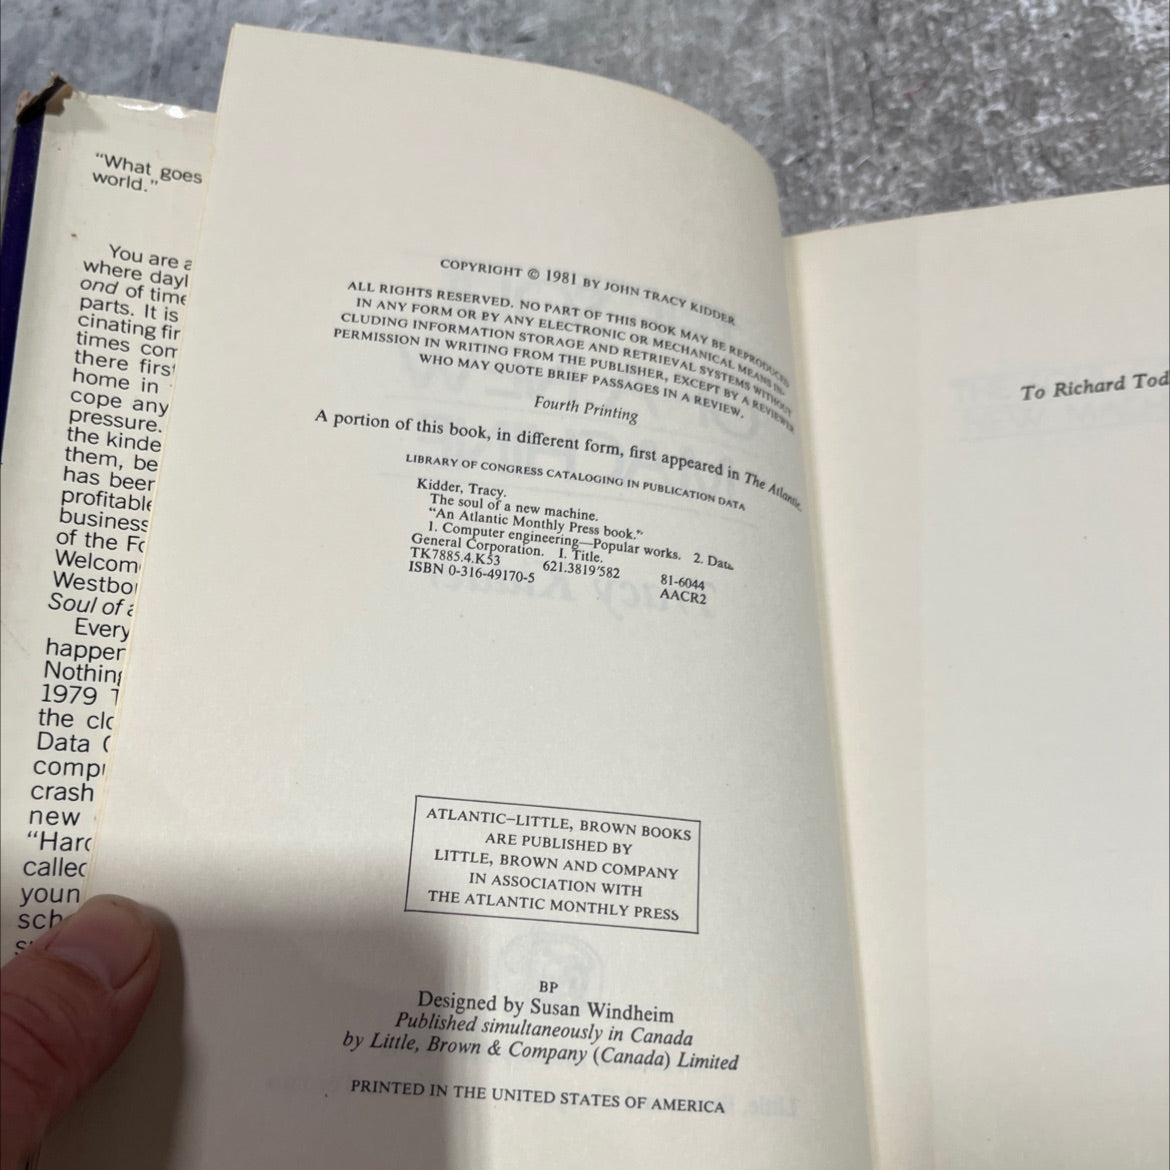 "What goes
world."
You are a
where dayl
ond of time
parts. It is
cinating fir
times com
there first
home in
cope any
pressure.
the kinde
them, be
has been
profitable
business
of the Fo
Welcom
Westbo
Soul of a
Every
happen
Nothing
1979 T
the clo
Data G
compu
crash
new
"Hard
called
youn
sch
COPYRIGHT © 1981 BY JOHN TRACY KIDDER
ALL RIGHTS RESERVED. NO PART OF THIS BOOK MAY BE REPRODUCED
IN ANY FORM OR BY ANY ELECTRONIC OR MECHANICAL MEANS IN-
CLUDING INFORMATION STORAGE AND RETRIEVAL SYSTEMS WITHOUT
PERMISSION IN WRITING FROM THE PUBLISHER, EXCEPT BY A REVIEWER
WHO MAY QUOTE BRIEF PASSAGES IN A REVIEW.
Fourth Printing
A portion of this book, in different form, first appeared in The Atlantic.
LIBRARY OF CONGRESS CATALOGING IN PUBLICATION DATA
Kidder, Tracy.
The soul of a new machine.
"An Atlantic Monthly Press book."
1. Computer engineering—Popular works. 2. Data
General Corporation. I. Title.
TK7885.4.K53 621.3819'582 81-6044
ISBN 0-316-49170-5 AACR2
ATLANTIC–LITTLE, BROWN BOOKS
ARE PUBLISHED BY
LITTLE, BROWN AND COMPANY
IN ASSOCIATION WITH
THE ATLANTIC MONTHLY PRESS
BP
Designed by Susan Windheim
Published simultaneously in Canada
by Little, Brown & Company (Canada) Limited
PRINTED IN THE UNITED STATES OF AMERICA
To Richard Tod